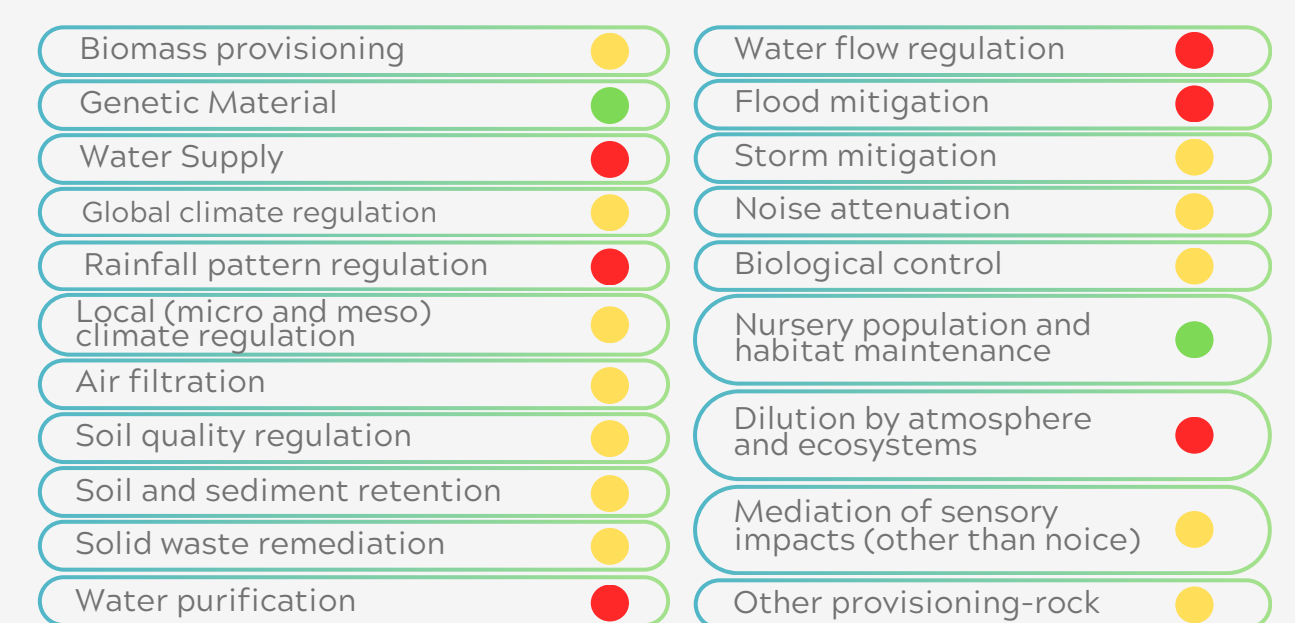 Biomass provisioning
Genetic Material
Water Supply
Global climate regulation
Rainfall pattern regulation
Local (micro and meso)
climate regulation
Air filtration
Soil quality regulation
Soil and sediment retention
Solid waste remediation
Water purification
Water flow regulation
Flood mitigation
Storm mitigation
Noise attenuation
Biological control
Nursery population and
habitat maintenance
Dilution by atmosphere
and ecosystems
Mediation of sensory
impacts (other than noice)
Other provisioning-rock